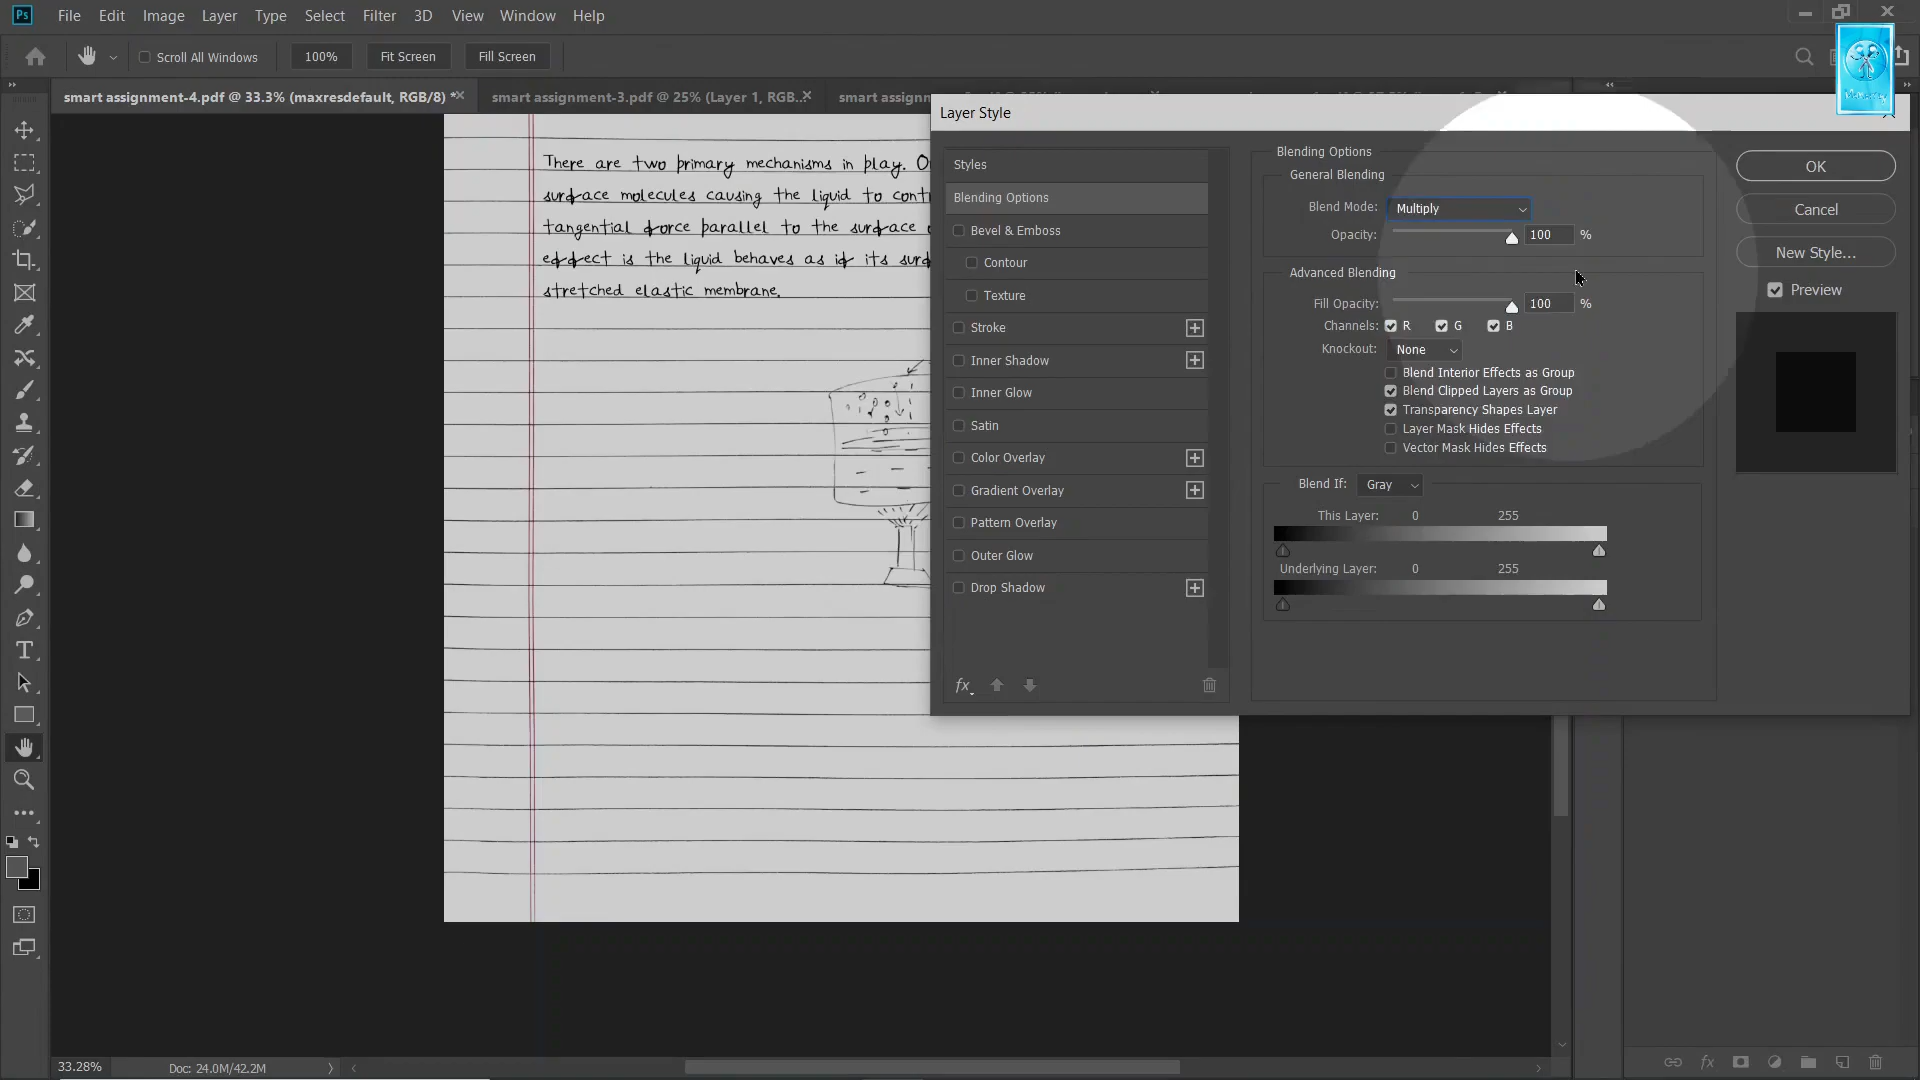 Ps File Edit Image Layer Type Select Filter 3D View Window Help
Scroll All Windows 100% Fit Screen Fill Screen
smart assignment-4.pdf @ 33.3% (maxresdefault, RGB/8) * smart assignment-3.pdf @ 25% (Layer 1, RGB... smart assignm
Layer Style
Styles
Blending Options
Bevel & Emboss
Contour
Texture
Stroke
Inner Shadow
Inner Glow
Satin
Color Overlay
Gradient Overlay
Pattern Overlay
Outer Glow
Drop Shadow
fx
Blending Options
General Blending
Blend Mode: Multiply
Opacity: 100 %
Advanced Blending
Fill Opacity: 100 %
Channels: R G B
Knockout: None
Blend Interior Effects as Group
Blend Clipped Layers as Group
Transparency Shapes Layer
Layer Mask Hides Effects
Vector Mask Hides Effects
Blend If: Gray
This Layer: 0 255
Underlying Layer: 0 255
OK
Cancel
New Style...
Preview
There are two primary mechanisms in play. O
surface molecules causing the liquid to cont
tangential force parallel to the surface
effect is the liquid behaves as if its surf
stretched elastic membrane.
33.28% Doc: 24.0M/42.2M
fx